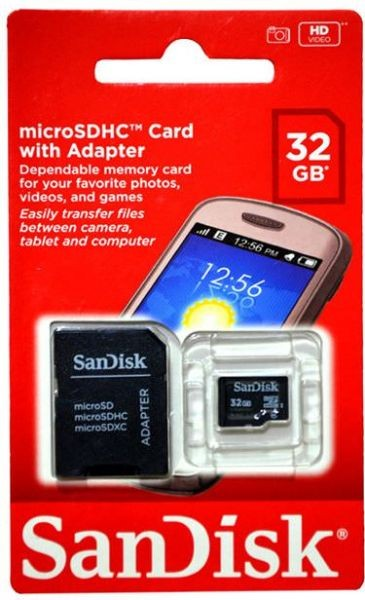 HD
VIDEO
microSDHC™ Card
with Adapter
32
GB*
Dependable memory card
for your favorite photos,
videos, and games
Easily transfer files
between camera,
tablet and computer
E 12:56 PM
12:56
SanDisk
microSD
microSDHC
microSDXC
ADAPTER
SanDisk
32GB
SanDisk®